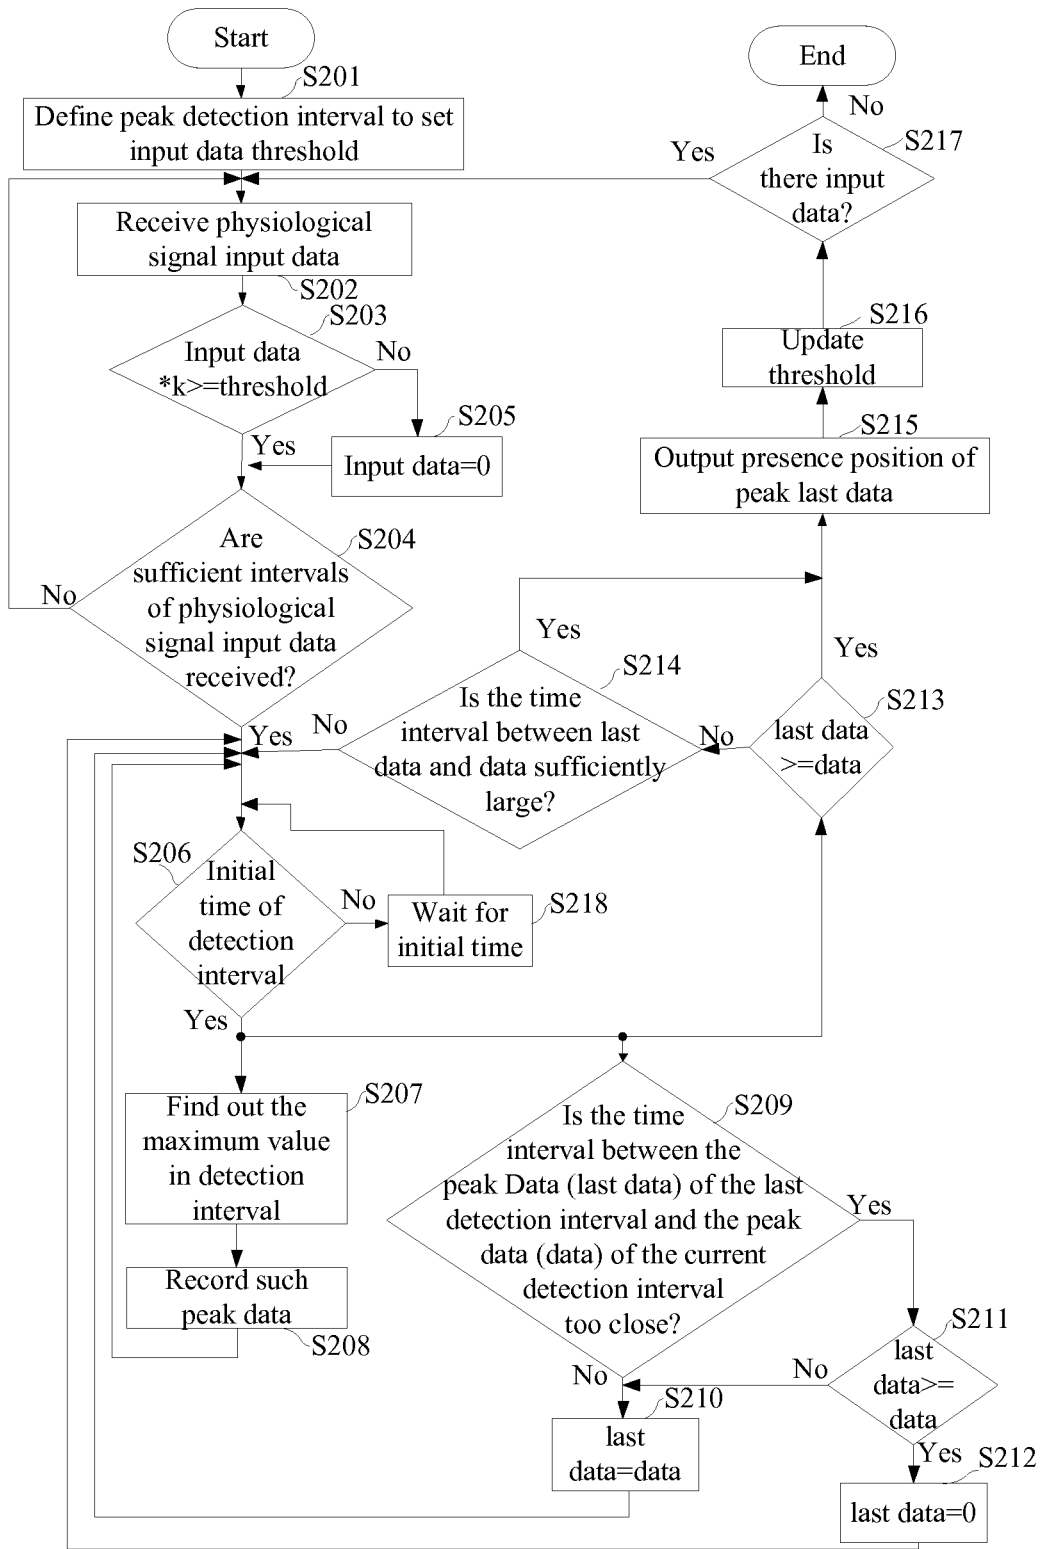 Start
S201
Define peak detection interval to set
input data threshold
Receive physiological
signal input data
S202
S203
Input data
*k>=threshold
No
S205
Yes
Input data=0
S204
Are
sufficient intervals
of physiological
signal input data
received?
No
Yes
S206
Initial
time of
detection
interval
No
Wait for
initial time
S218
Yes
S207
Find out the
maximum value
in detection
interval
Record such
peak data
S208
S209
Is the time
interval between the
peak Data (last data) of the last
detection interval and the peak
data (data) of the current
detection interval
too close?
Yes
No
S210
last
data=data
S211
last
data>=
data
No
Yes
S212
last data=0
S213
last data
>=data
No
Yes
S214
Is the time
interval between last
data and data sufficiently
large?
No
Yes
S215
Output presence position of
peak last data
S216
Update
threshold
S217
Is
there input
data?
Yes
No
End